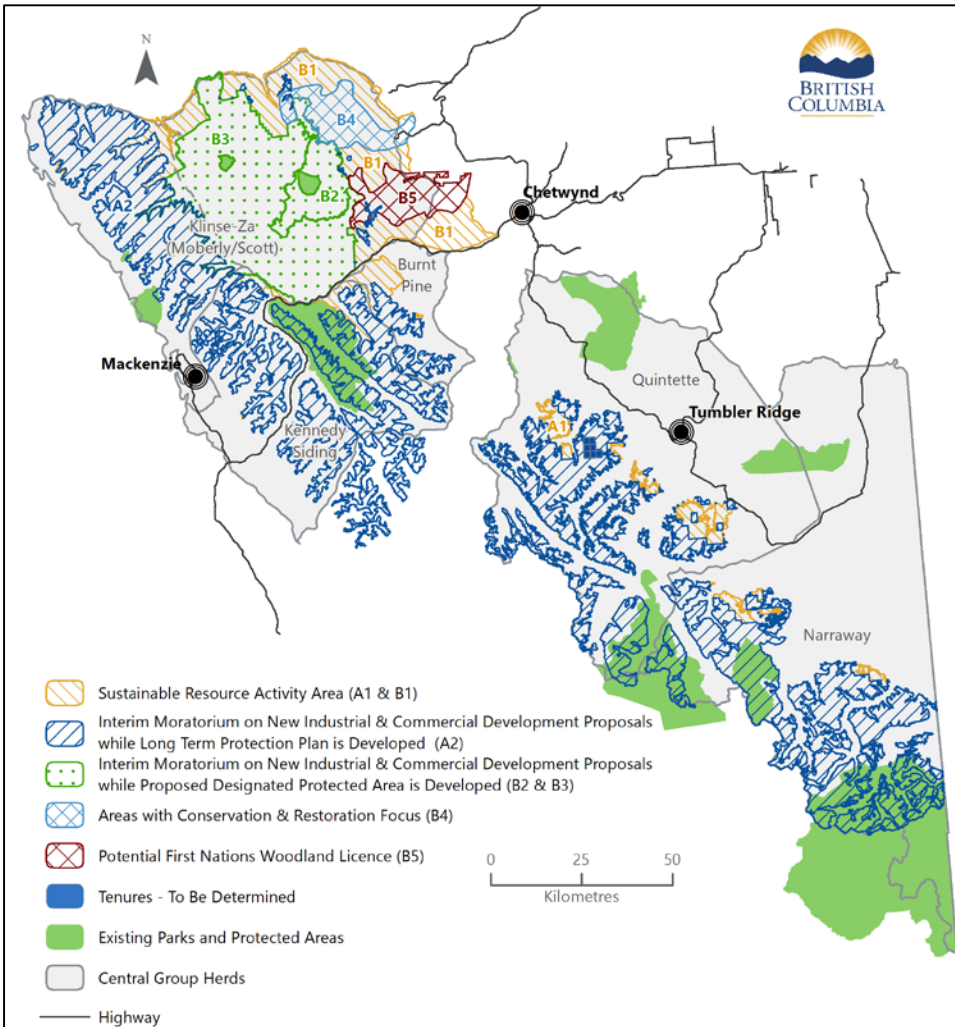 N
BRITISH
COLUMBIA
B1
B4
B3
B1
Chetwynd
B2
B5
A2
B1
Klinse-Za
(Moberly/Scott)
Burnt
Pine
Mackenzie
Quintette
Tumbler Ridge
A1
Kennedy
Siding
Narraway
Sustainable Resource Activity Area (A1 & B1)
Interim Moratorium on New Industrial & Commercial Development Proposals
while Long Term Protection Plan is Developed (A2)
Interim Moratorium on New Industrial & Commercial Development Proposals
while Proposed Designated Protected Area is Developed (B2 & B3)
Areas with Conservation & Restoration Focus (B4)
Potential First Nations Woodland Licence (B5)
0 25 50
Kilometres
Tenures - To Be Determined
Existing Parks and Protected Areas
Central Group Herds
Highway